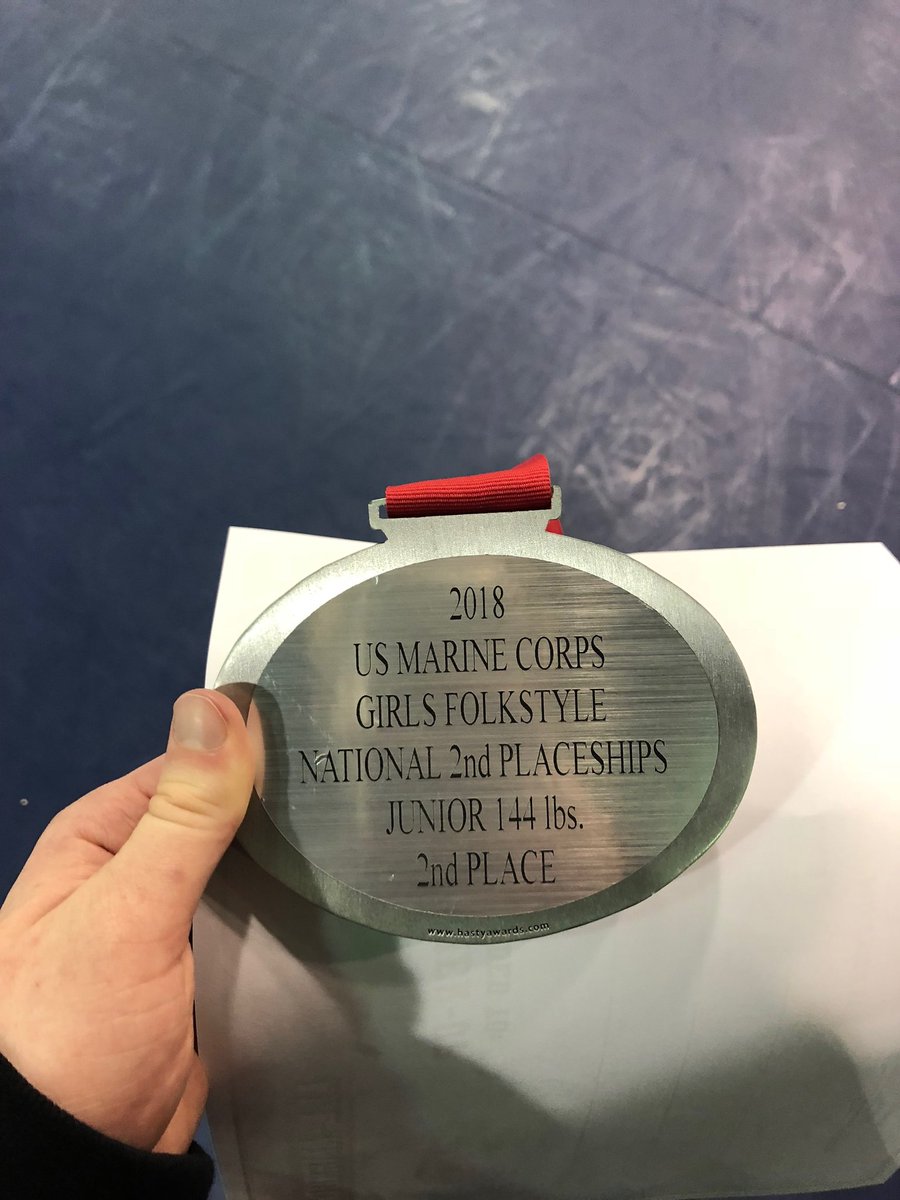 2018
US MARINE CORPS
GIRLS FOLKSTYLE
NATIONAL 2nd PLACESHIPS
JUNIOR 144 lbs.
2nd PLACE
www.hastyawards.com